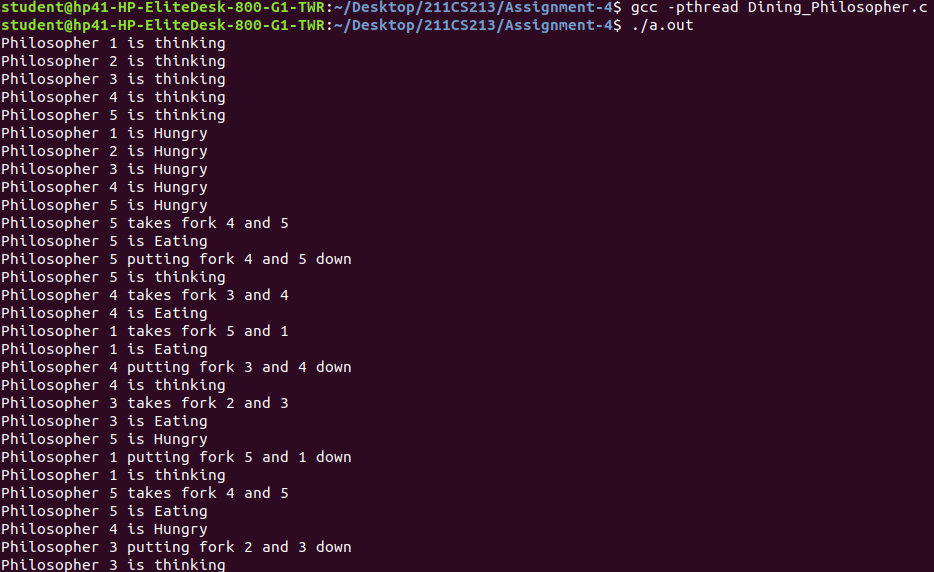 student@hp41-HP-EliteDesk-800-G1-TWR:~/Desktop/211CS213/Assignment-4$ gcc -pthread Dining_Philosopher.c
student@hp41-HP-EliteDesk-800-G1-TWR:~/Desktop/211CS213/Assignment-4$ ./a.out
Philosopher 1 is thinking
Philosopher 2 is thinking
Philosopher 3 is thinking
Philosopher 4 is thinking
Philosopher 5 is thinking
Philosopher 1 is Hungry
Philosopher 2 is Hungry
Philosopher 3 is Hungry
Philosopher 4 is Hungry
Philosopher 5 is Hungry
Philosopher 5 takes fork 4 and 5
Philosopher 5 is Eating
Philosopher 5 putting fork 4 and 5 down
Philosopher 5 is thinking
Philosopher 4 takes fork 3 and 4
Philosopher 4 is Eating
Philosopher 1 takes fork 5 and 1
Philosopher 1 is Eating
Philosopher 4 putting fork 3 and 4 down
Philosopher 4 is thinking
Philosopher 3 takes fork 2 and 3
Philosopher 3 is Eating
Philosopher 5 is Hungry
Philosopher 1 putting fork 5 and 1 down
Philosopher 1 is thinking
Philosopher 5 takes fork 4 and 5
Philosopher 5 is Eating
Philosopher 4 is Hungry
Philosopher 3 putting fork 2 and 3 down
Philosopher 3 is thinking